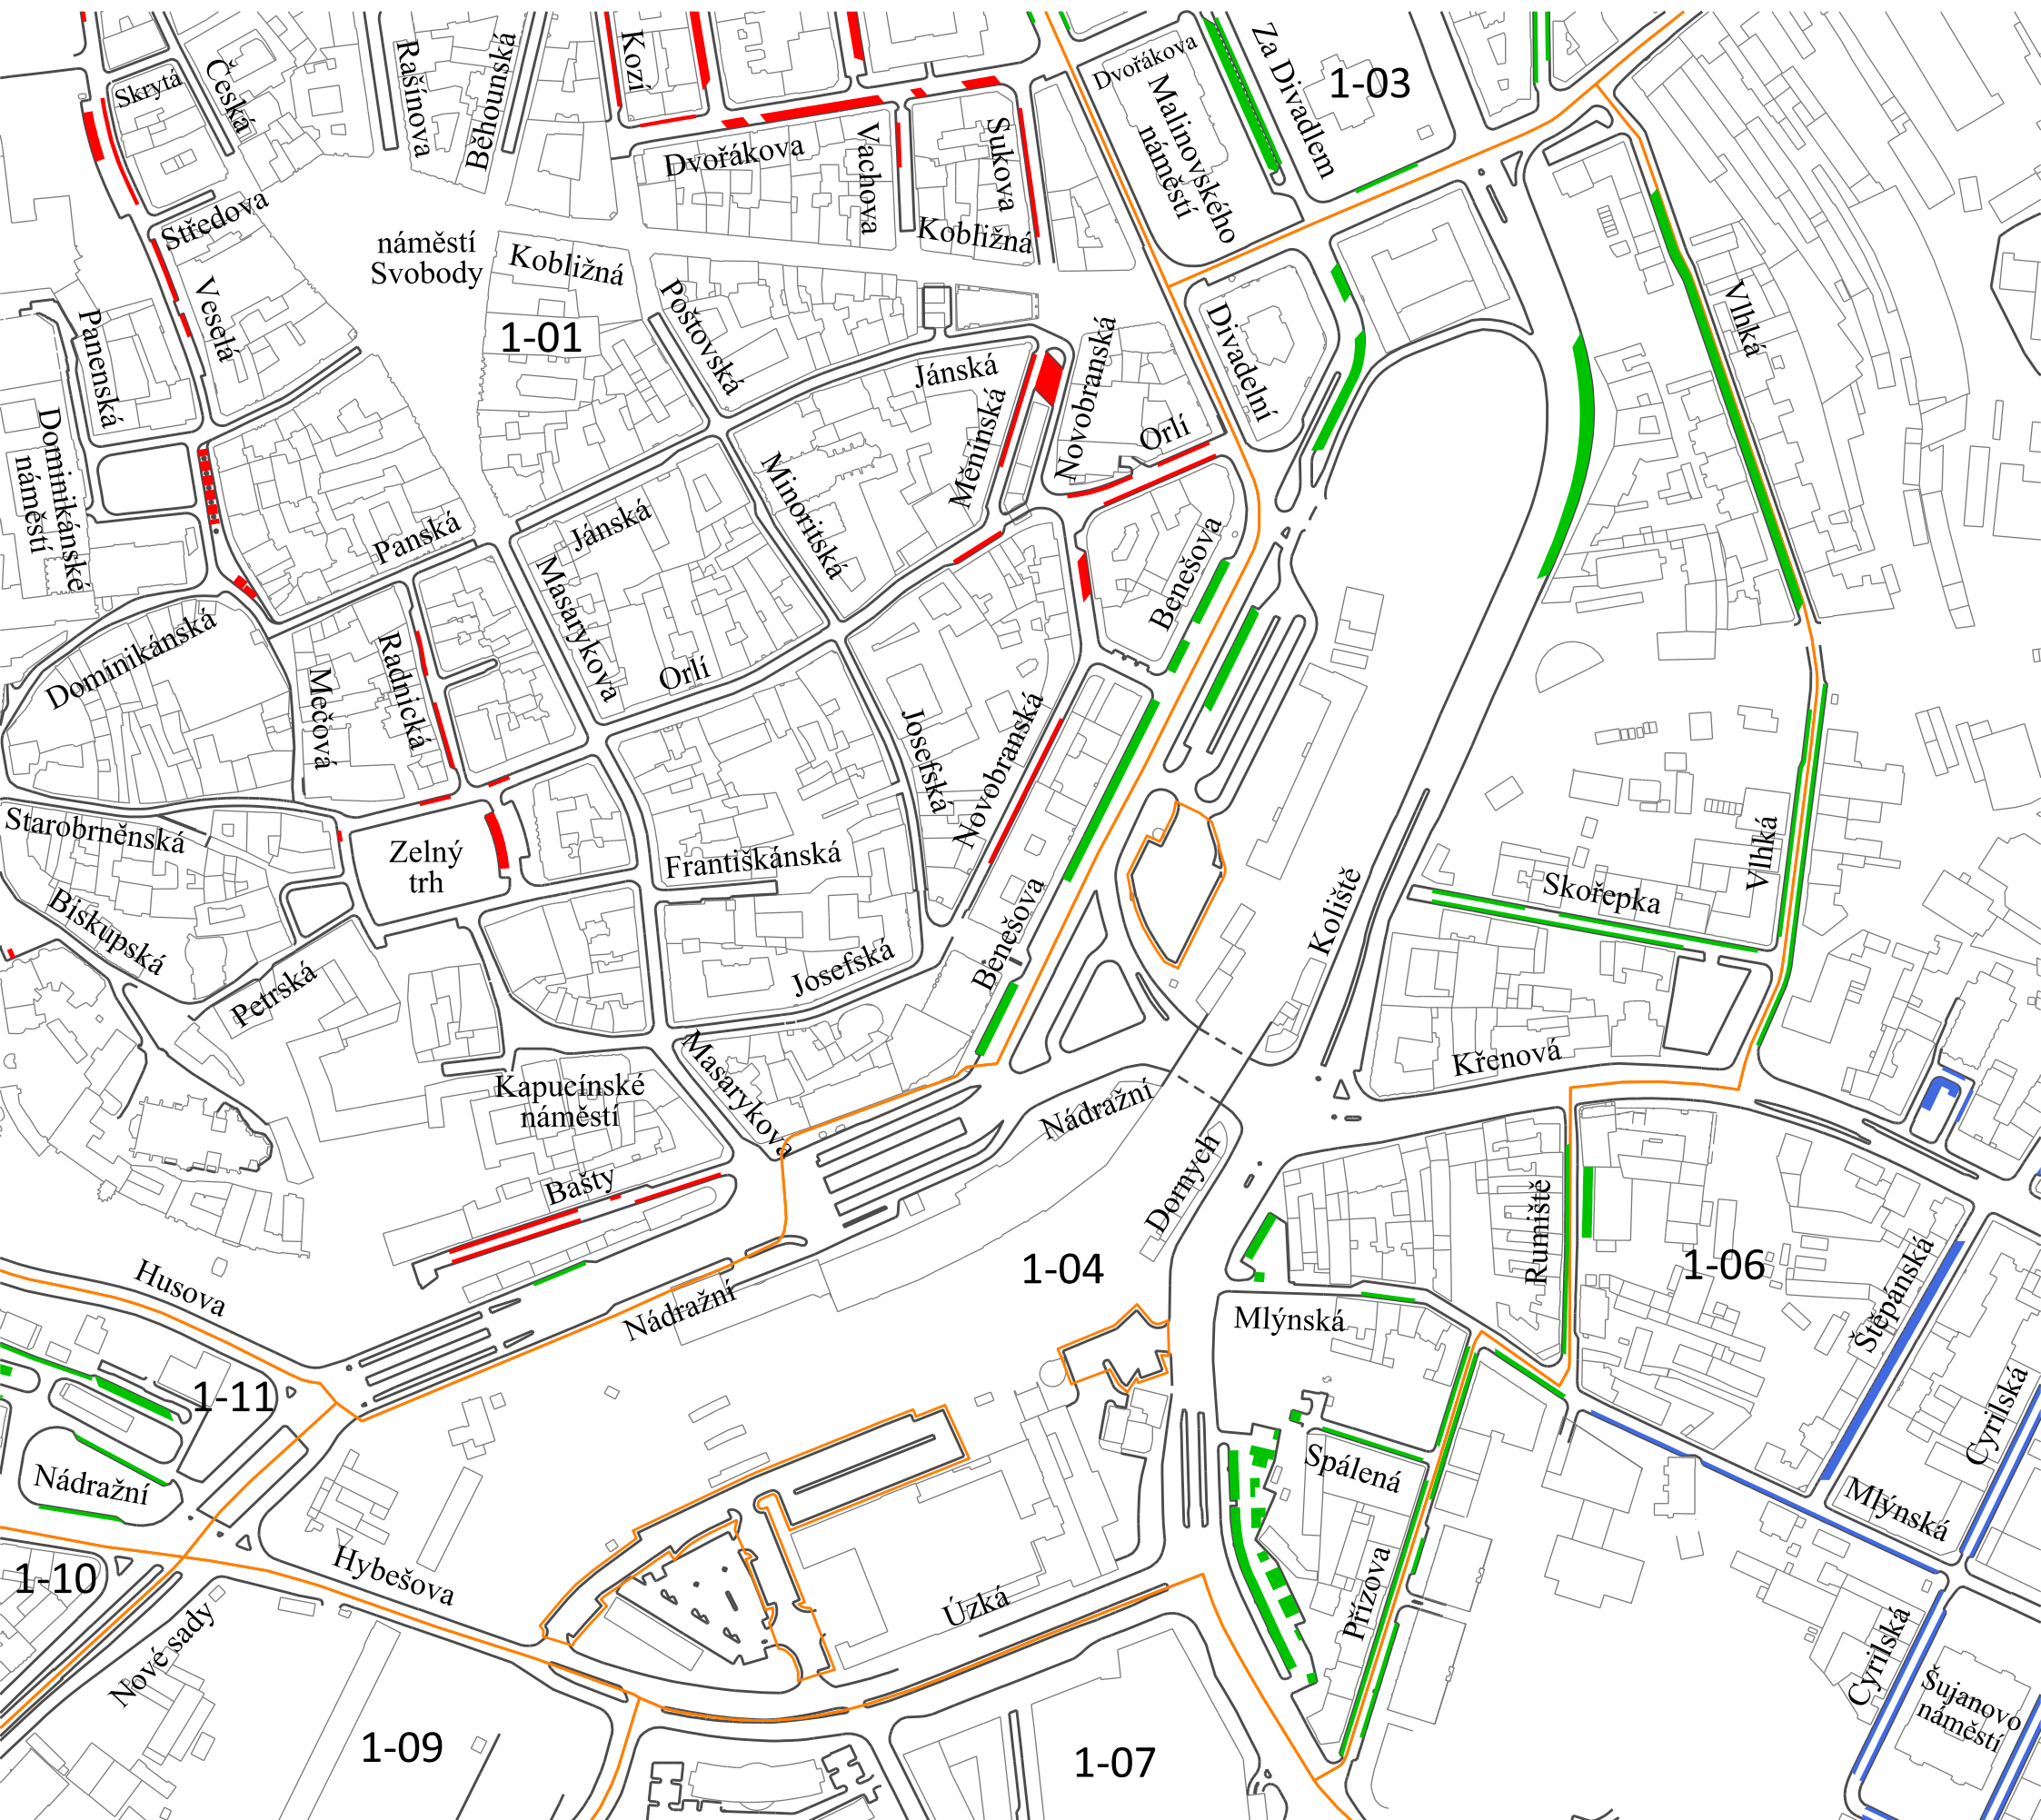 Skrytá
Česká
Rašínova
Běhounská
Kozí
Dvořákova
Vachova
Sukova
Kobližná
Dvořákova
Malinovského
náměstí
Za Divadlem
1-03
Středova
Veselá
náměstí
Svobody
Kobližná
1-01
Poštovská
Jánská
Měnínská
Novobranská
Orlí
Divadelní
Vlhká
Panenská
Dominikánské
náměstí
Panská
Jánská
Minoritská
Masarykova
Benešova
Dominikánská
Mečová
Radnická
Orlí
Josefská
Novobranská
Starobrněnská
Zelný
trh
Františkánská
Benešova
Koliště
Skořepka
Vlhká
Biskupská
Petrská
Josefská
Masarykova
Kapucínské
náměstí
Nádražní
Křenová
Bašty
Dornych
Rumiště
1-04
1-06
Štěpánská
Husova
Nádražní
Mlýnská
Cyrilská
1-11
Nádražní
Spálená
Mlýnská
1-10
Hybešova
Úzká
Přízova
Nové sady
Cyrilská
Šujanovo
náměstí
1-09
1-07